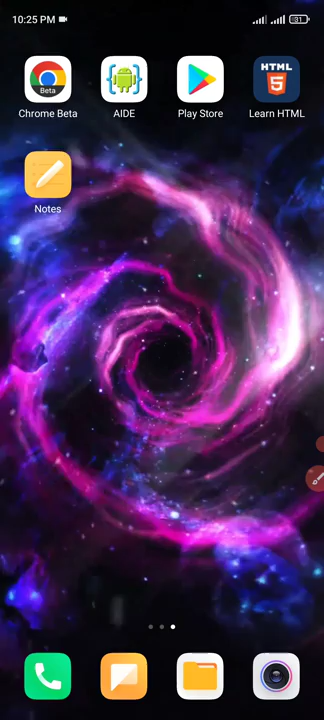 10:25 PM 31
Beta
HTML
5
Chrome Beta AIDE Play Store Learn HTML
Notes